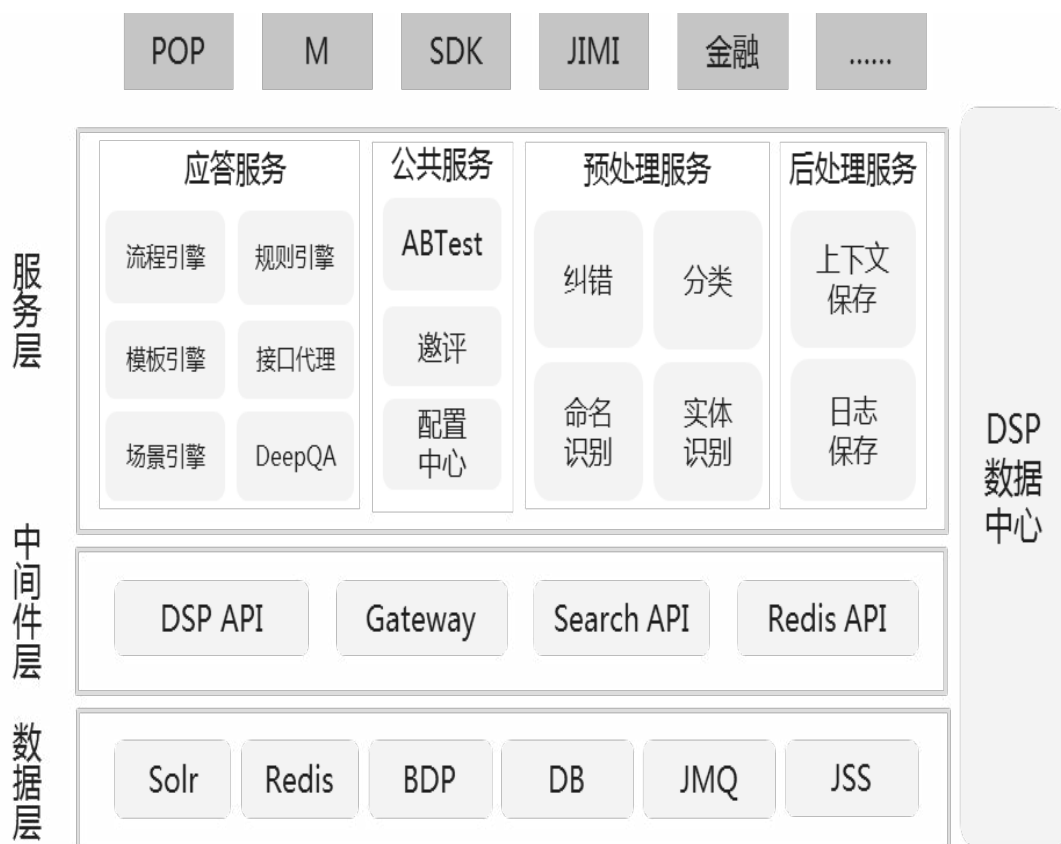 POP
M
SDK
JIMI
金融
......
服务层
应答服务
流程引擎
规则引擎
模板引擎
接口代理
场景引擎
DeepQA
公共服务
ABTest
邀评
配置
中心
预处理服务
纠错
分类
命名
识别
实体
识别
后处理服务
上下文
保存
日志
保存
中间件层
DSP API
Gateway
Search API
Redis API
数据层
Solr
Redis
BDP
DB
JMQ
JSS
DSP
数据
中心